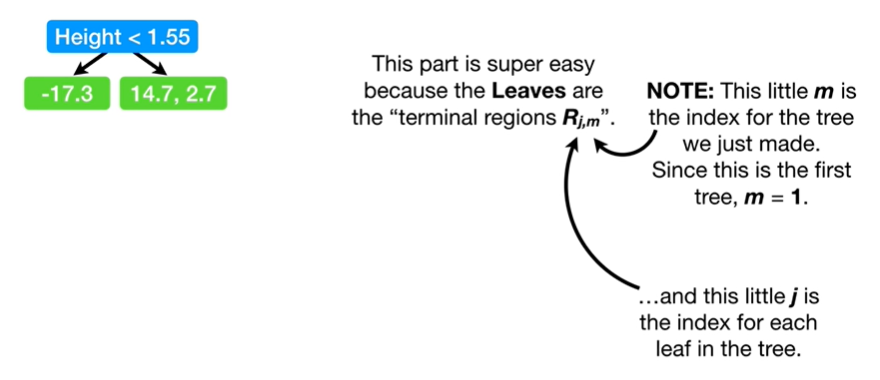 Height < 1.55
-17.3
14.7, 2.7
This part is super easy
because the Leaves are
the “terminal regions Rj,m”.
NOTE: This little m is
the index for the tree
we just made.
Since this is the first
tree, m = 1.
…and this little j is
the index for each
leaf in the tree.